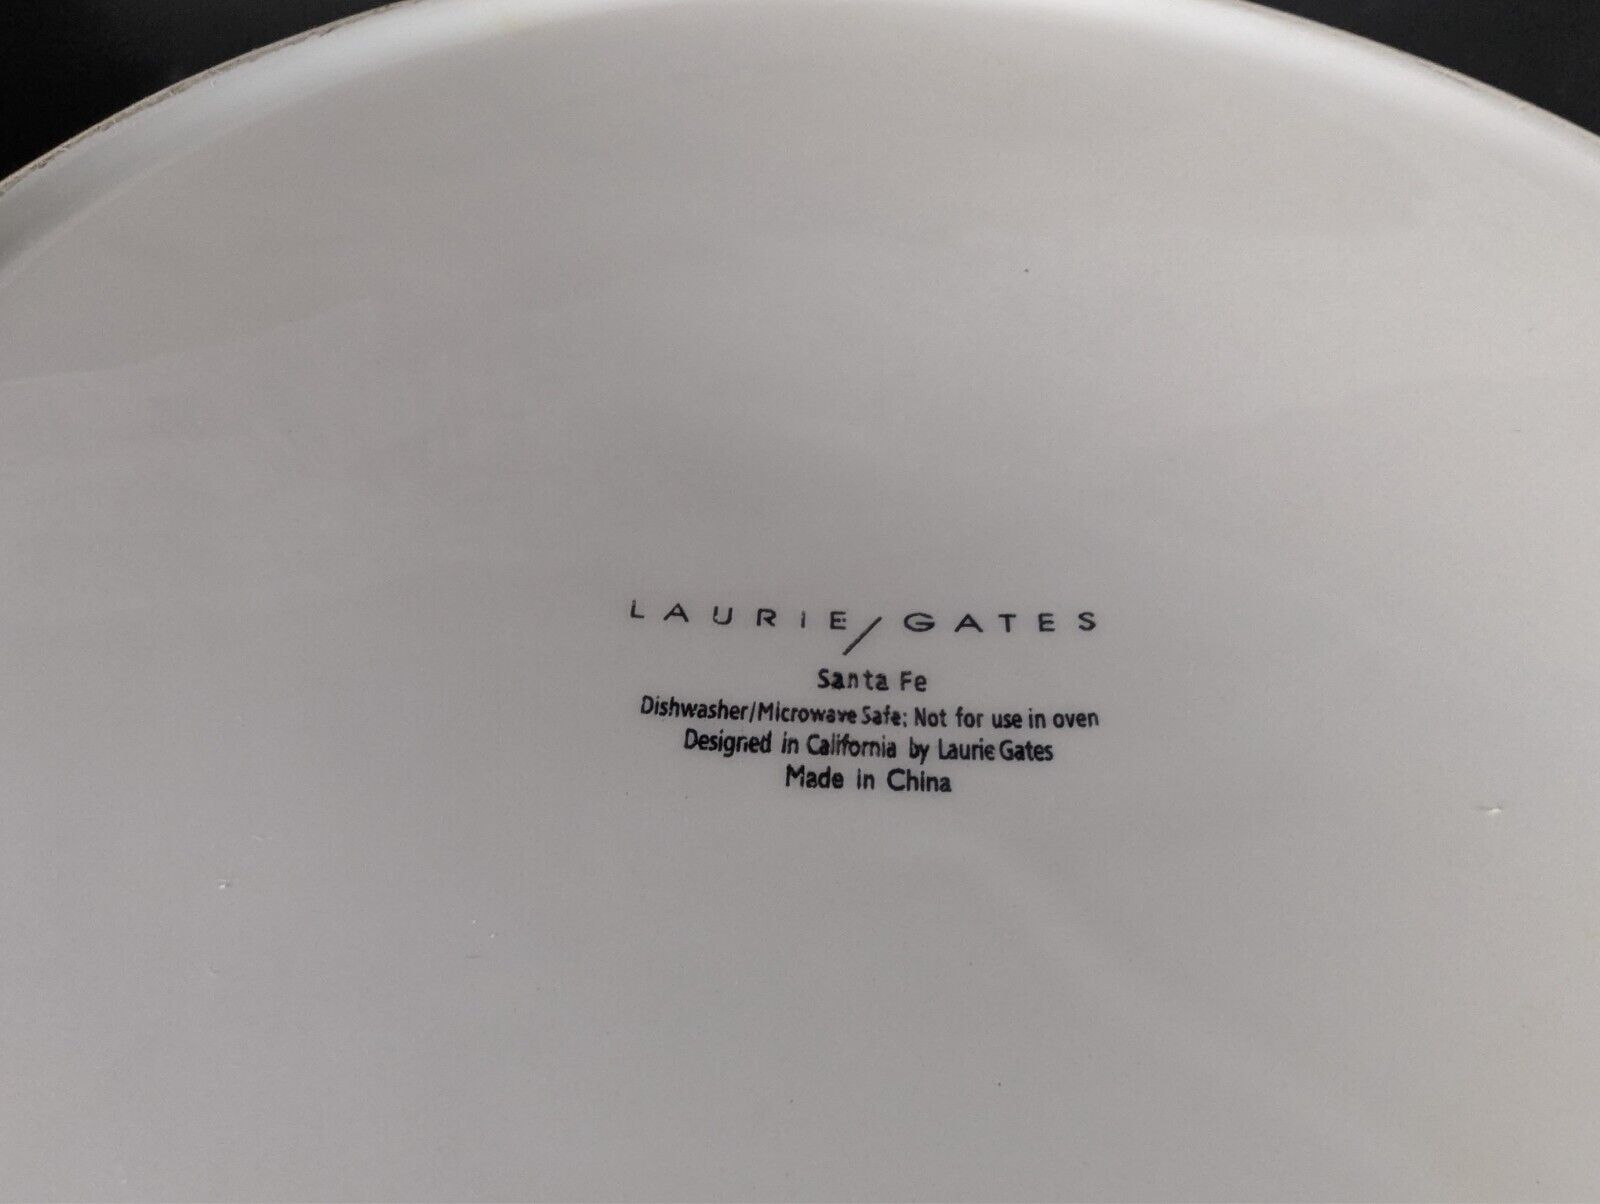 LAURIE/GATES
Santa Fe
Dishwasher/Microwave Safe; Not for use in oven
Designed in California by Laurie Gates
Made in China